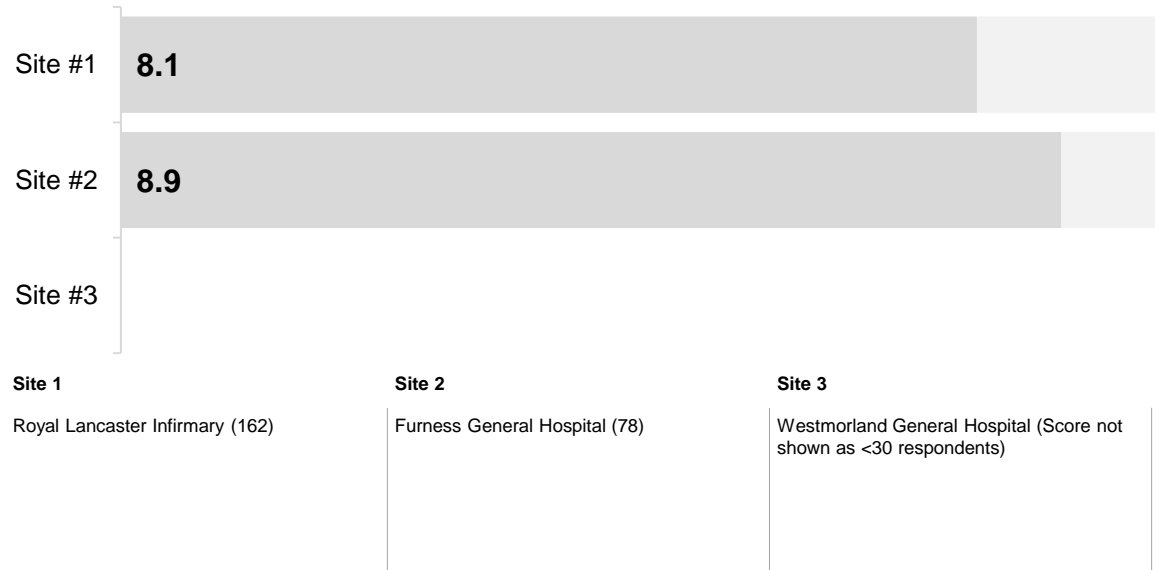 Site #1
8.1
Site #2
8.9
Site #3
Site 1
Royal Lancaster Infirmary (162)
Site 2
Furness General Hospital (78)
Site 3
Westmorland General Hospital (Score not
shown as <30 respondents)